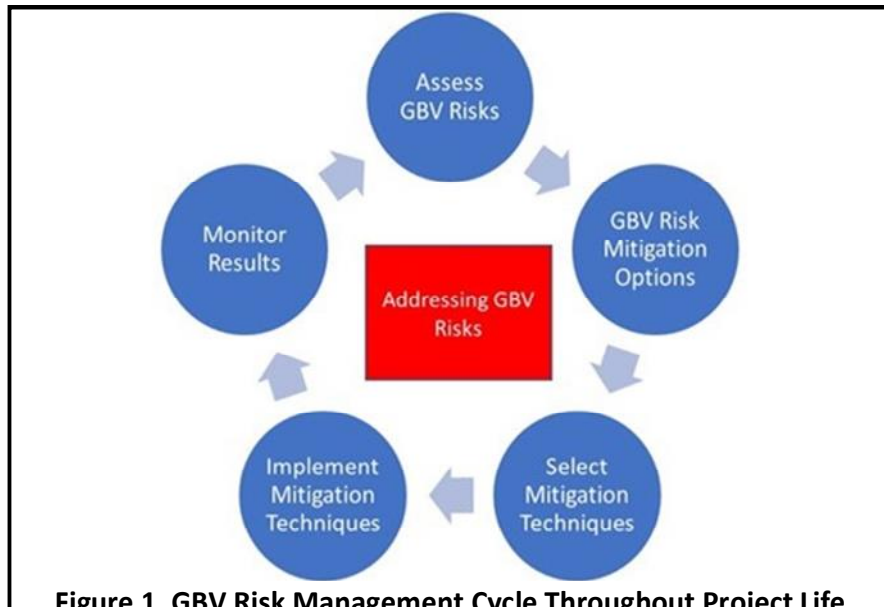 Assess
GBV Risks
GBV Risk
Mitigation
Options
Monitor
Results
Addressing GBV
Risks
Implement
Mitigation
Techniques
Select
Mitigation
Techniques
Figure 1. GBV Risk Management Cycle Throughout Project Life